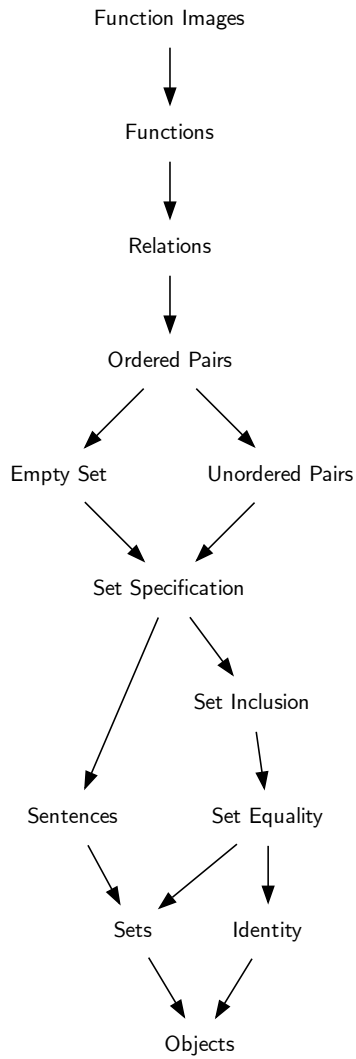 Function Images
Functions
Relations
Ordered Pairs
Empty Set
Unordered Pairs
Set Specification
Set Inclusion
Sentences
Set Equality
Sets
Identity
Objects